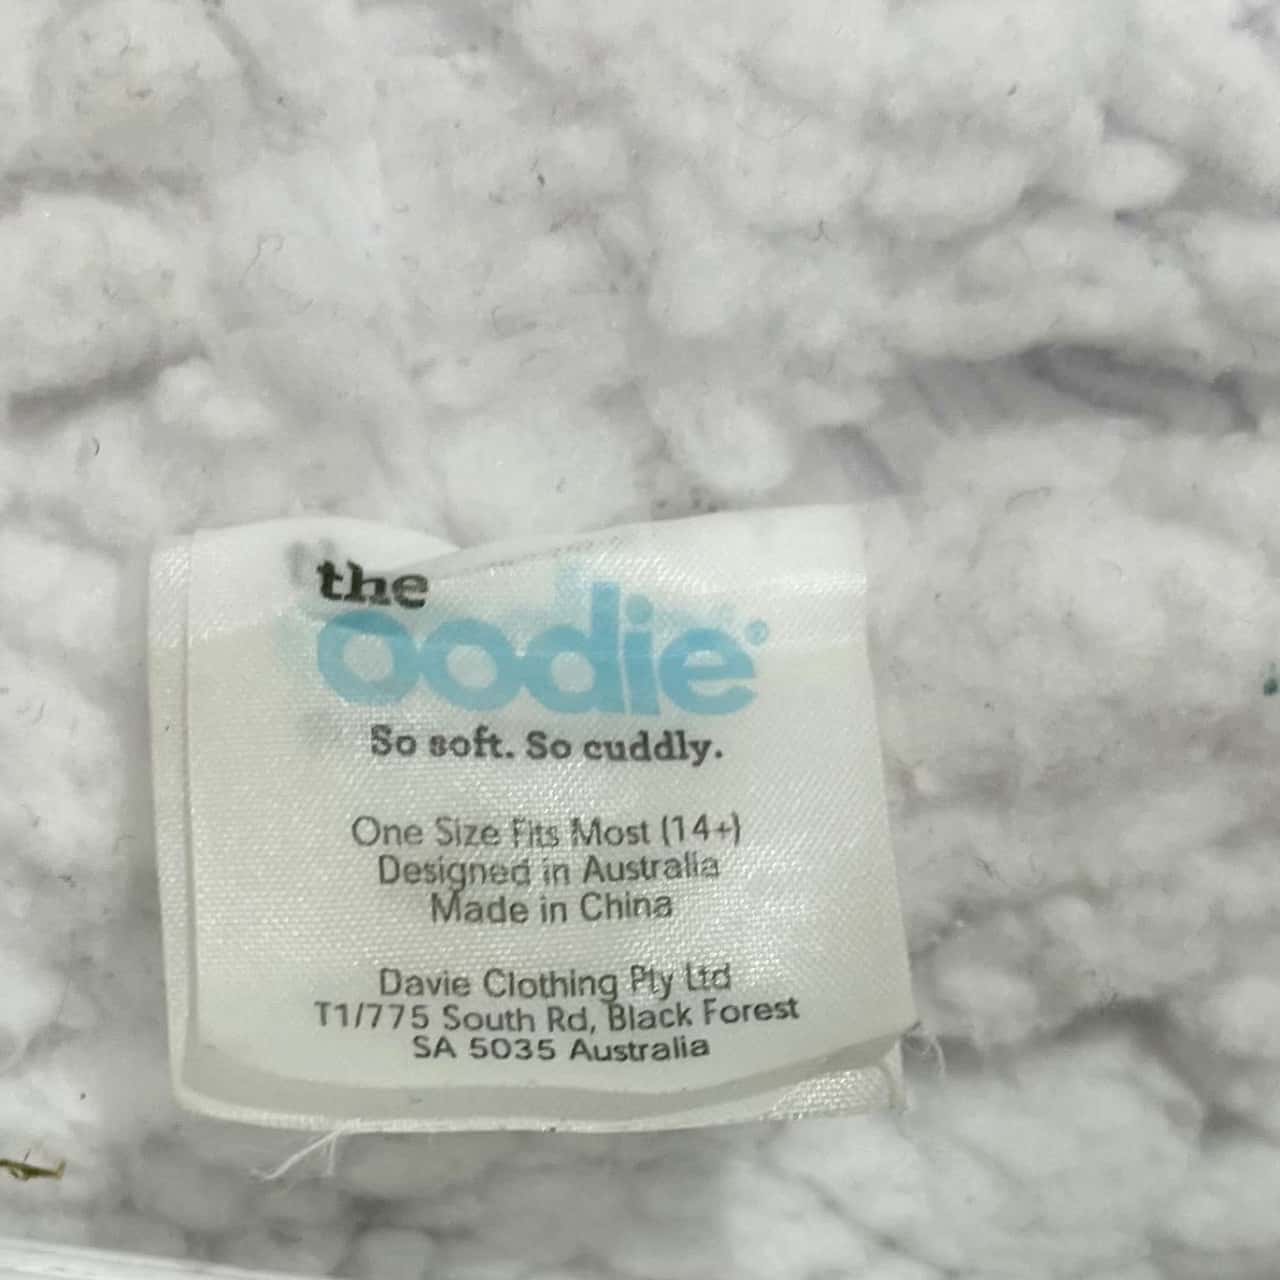 the
oodie®
So soft. So cuddly.
One Size Fits Most (14+)
Designed in Australia
Made in China
Davie Clothing Pty Ltd
T1/775 South Rd, Black Forest
SA 5035 Australia